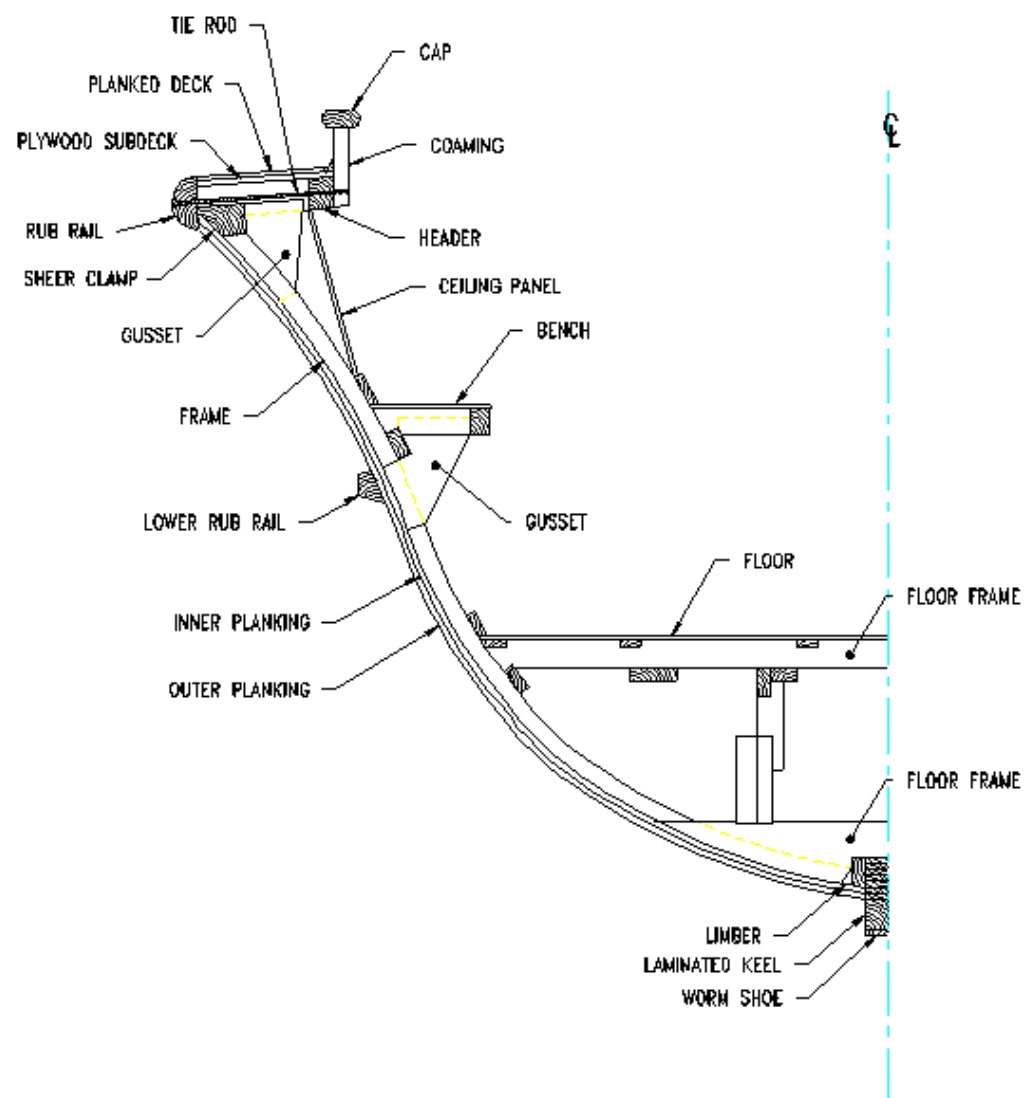 TIE ROD
CAP
PLANKED DECK
PLYWOOD SUBDECK
COAMING
RUB RAIL
HEADER
SHEER CLAMP
CEILING PANEL
GUSSET
BENCH
FRAME
LOWER RUB RAIL
GUSSET
FLOOR
FLOOR FRAME
INNER PLANKING
OUTER PLANKING
FLOOR FRAME
LIMBER
LAMINATED KEEL
WORM SHOE
℄